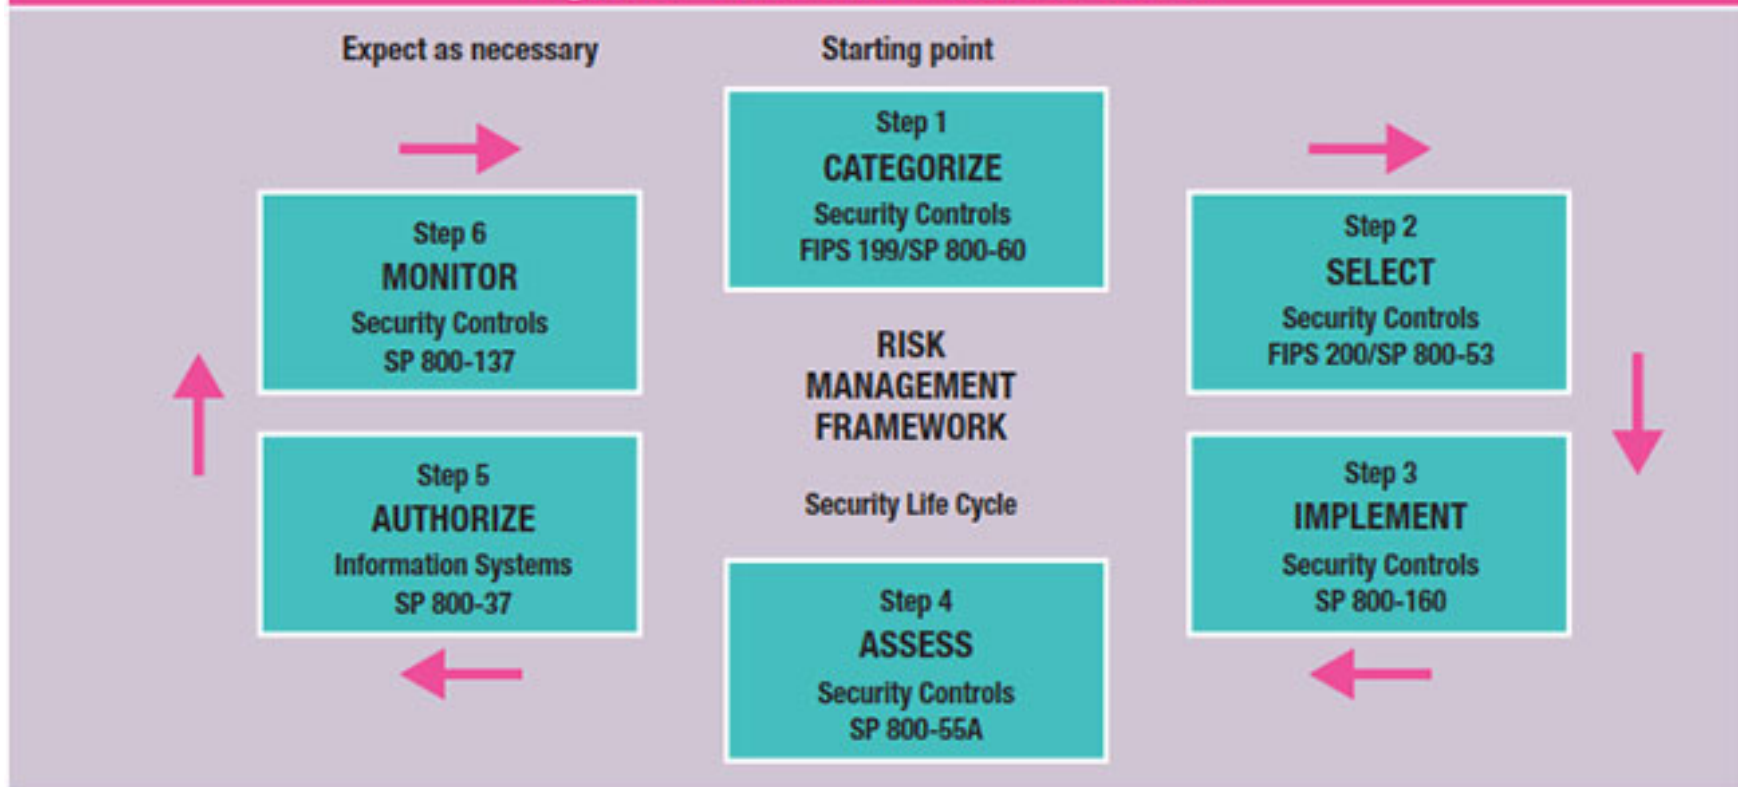 Expect as necessary
Starting point
Step 1
CATEGORIZE
Security Controls
FIPS 199/SP 800-60
Step 2
SELECT
Security Controls
FIPS 200/SP 800-53
Step 3
IMPLEMENT
Security Controls
SP 800-160
Step 4
ASSESS
Security Controls
SP 800-55A
Step 5
AUTHORIZE
Information Systems
SP 800-37
Step 6
MONITOR
Security Controls
SP 800-137
RISK
MANAGEMENT
FRAMEWORK
Security Life Cycle